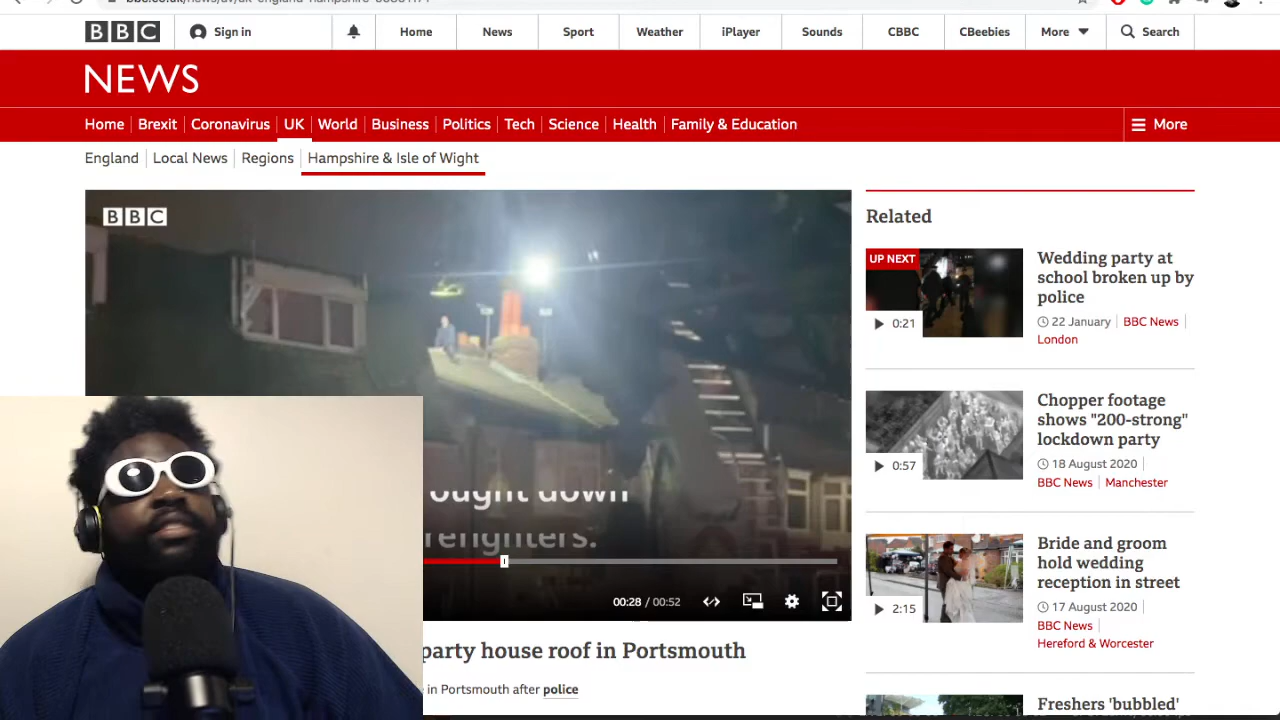 BBC
Sign in
Home
News
Sport
Weather
iPlayer
Sounds
CBBC
CBeebies
More
Search
NEWS
Home
Brexit
Coronavirus
UK
World
Business
Politics
Tech
Science
Health
Family & Education
More
England
Local News
Regions
Hampshire & Isle of Wight
BBC
down
00:28 / 00:52
party house roof in Portsmouth
in Portsmouth after police
Related
UP NEXT
0:21
Wedding party at
school broken up by
police
22 January
BBC News
London
0:57
Chopper footage
shows "200-strong"
lockdown party
18 August 2020
BBC News
Manchester
2:15
Bride and groom
hold wedding
reception in street
17 August 2020
BBC News
Hereford & Worcester
Freshers 'bubbled'